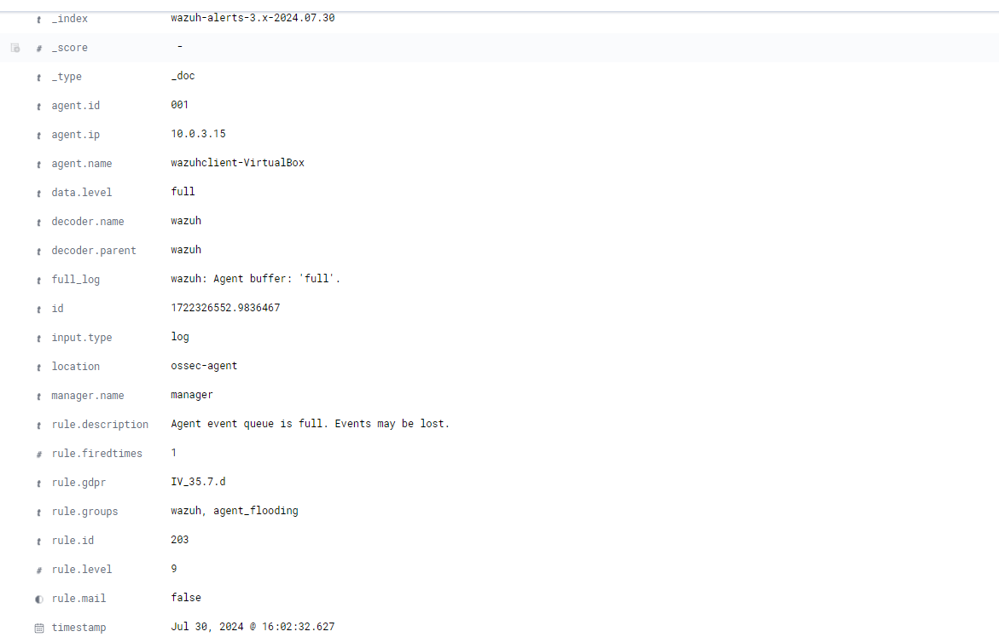 t _index wazuh-alerts-3.x-2024.07.30
# _score -
t _type _doc
t agent.id 001
t agent.ip 10.0.3.15
t agent.name wazuhclient-VirtualBox
t data.level full
t decoder.name wazuh
t decoder.parent wazuh
t full_log wazuh: Agent buffer: 'full'.
t id 1722326552.9836467
t input.type log
t location ossec-agent
t manager.name manager
t rule.description Agent event queue is full. Events may be lost.
# rule.firedtimes 1
t rule.gdpr IV_35.7.d
t rule.groups wazuh, agent_flooding
t rule.id 203
# rule.level 9
rule.mail false
timestamp Jul 30, 2024 @ 16:02:32.627